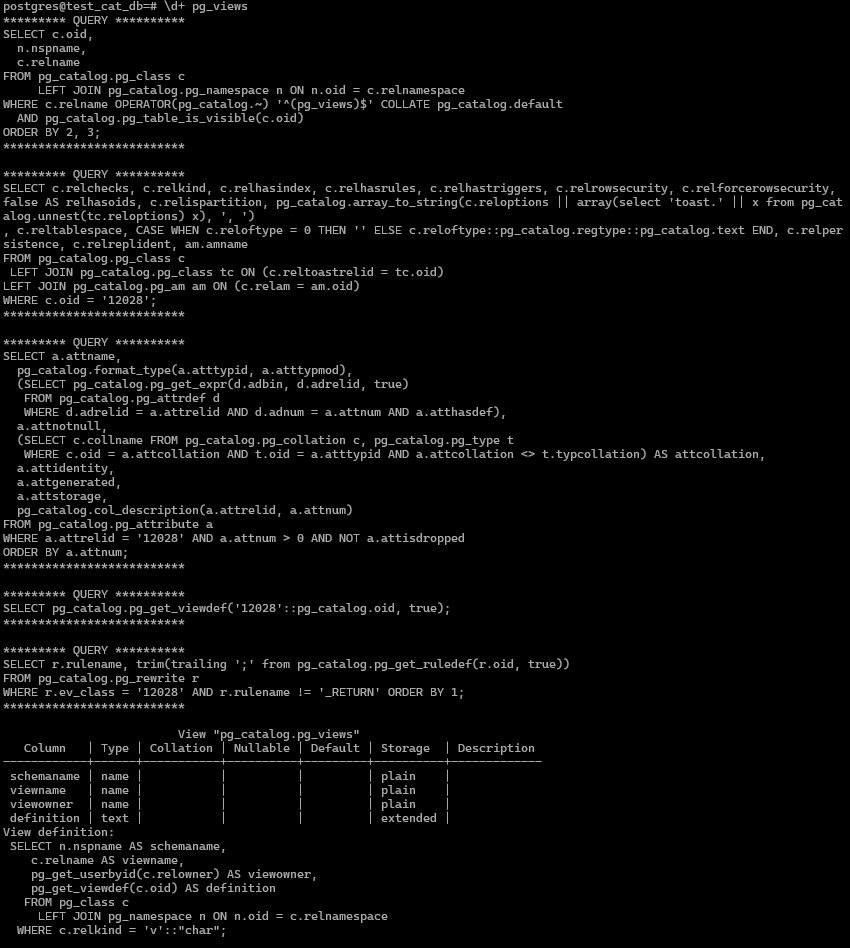 postgres@test_cat_db=# \d+ pg_views
********* QUERY **********
SELECT c.oid,
  n.nspname,
  c.relname
FROM pg_catalog.pg_class c
     LEFT JOIN pg_catalog.pg_namespace n ON n.oid = c.relnamespace
WHERE c.relname OPERATOR(pg_catalog.~) '^(pg_views)$' COLLATE pg_catalog.default
  AND pg_catalog.pg_table_is_visible(c.oid)
ORDER BY 2, 3;
**************************

********* QUERY **********
SELECT c.relchecks, c.relkind, c.relhasindex, c.relhasrules, c.relhastriggers, c.relrowsecurity, c.relforcerowsecurity,
false AS relhasoids, c.relispartition, pg_catalog.array_to_string(c.reloptions || array(select 'toast.' || x from pg_cat
alog.unnest(tc.reloptions) x), ', ')
, c.reltablespace, CASE WHEN c.reloftype = 0 THEN '' ELSE c.reloftype::pg_catalog.regtype::pg_catalog.text END, c.relper
sistence, c.relreplident, am.amname
FROM pg_catalog.pg_class c
 LEFT JOIN pg_catalog.pg_class tc ON (c.reltoastrelid = tc.oid)
LEFT JOIN pg_catalog.pg_am am ON (c.relam = am.oid)
WHERE c.oid = '12028';
**************************

********* QUERY **********
SELECT a.attname,
  pg_catalog.format_type(a.atttypid, a.atttypmod),
  (SELECT pg_catalog.pg_get_expr(d.adbin, d.adrelid, true)
   FROM pg_catalog.pg_attrdef d
   WHERE d.adrelid = a.attrelid AND d.adnum = a.attnum AND a.atthasdef),
  a.attnotnull,
  (SELECT c.collname FROM pg_catalog.pg_collation c, pg_catalog.pg_type t
   WHERE c.oid = a.attcollation AND t.oid = a.atttypid AND a.attcollation <> t.typcollation) AS attcollation,
  a.attidentity,
  a.attgenerated,
  a.attstorage,
  pg_catalog.col_description(a.attrelid, a.attnum)
FROM pg_catalog.pg_attribute a
WHERE a.attrelid = '12028' AND a.attnum > 0 AND NOT a.attisdropped
ORDER BY a.attnum;
**************************

********* QUERY **********
SELECT pg_catalog.pg_get_viewdef('12028'::pg_catalog.oid, true);
**************************

********* QUERY **********
SELECT r.rulename, trim(trailing ';' from pg_catalog.pg_get_ruledef(r.oid, true))
FROM pg_catalog.pg_rewrite r
WHERE r.ev_class = '12028' AND r.rulename != '_RETURN' ORDER BY 1;
**************************

                         View "pg_catalog.pg_views"
   Column   | Type | Collation | Nullable | Default | Storage  | Description
------------+------+-----------+----------+---------+----------+-------------
 schemaname | name |           |          |         | plain    |
 viewname   | name |           |          |         | plain    |
 viewowner  | name |           |          |         | plain    |
 definition | text |           |          |         | extended |
View definition:
 SELECT n.nspname AS schemaname,
    c.relname AS viewname,
    pg_get_userbyid(c.relowner) AS viewowner,
    pg_get_viewdef(c.oid) AS definition
   FROM pg_class c
     LEFT JOIN pg_namespace n ON n.oid = c.relnamespace
  WHERE c.relkind = 'v'::"char";